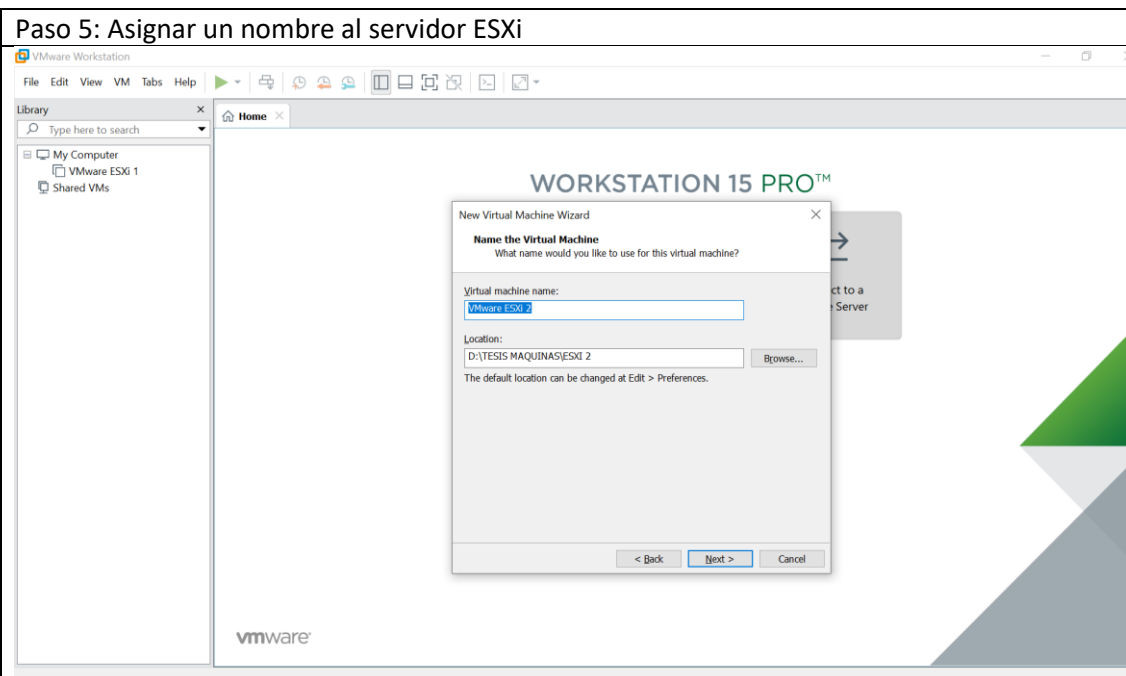 Paso 5: Asignar un nombre al servidor ESXi
VMware Workstation
File Edit View VM Tabs Help
Library
Home
Type here to search
My Computer
VMware ESXi 1
Shared VMs
WORKSTATION 15 PRO™
New Virtual Machine Wizard
Name the Virtual Machine
What name would you like to use for this virtual machine?
ct to a
Server
Virtual machine name:
VMware ESXi 2
Location:
D:\TESIS MAQUINAS\ESXI 2
Browse...
The default location can be changed at Edit > Preferences.
< Back Next > Cancel
vmware